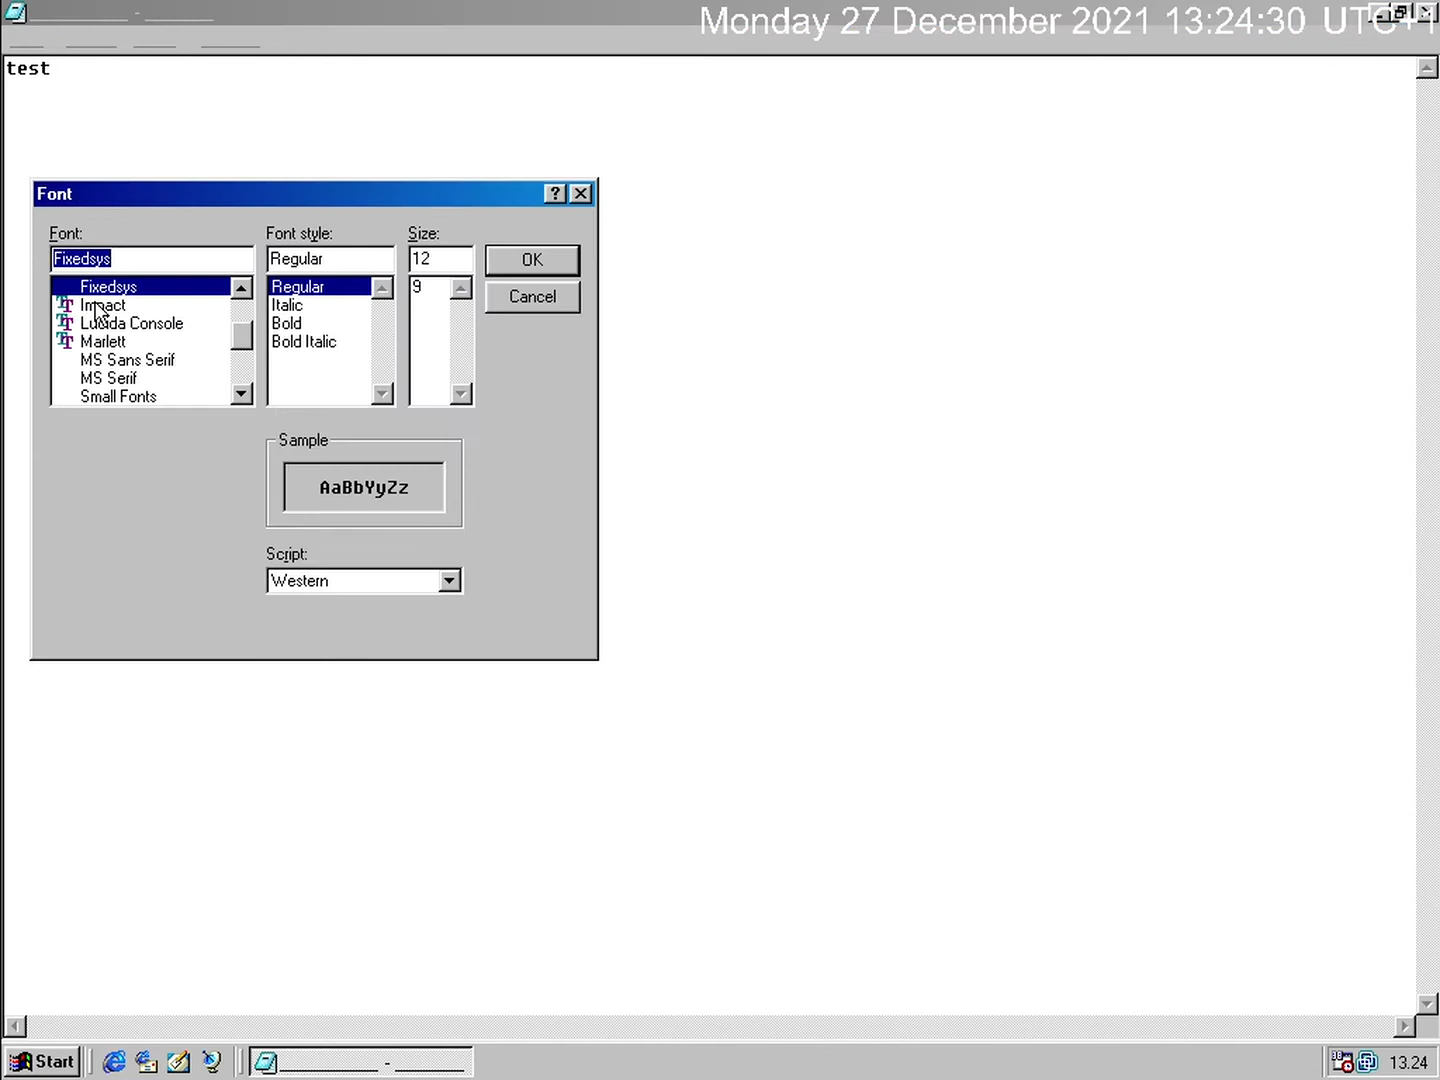 Monday 27 December 2021 13:24:30 UTC+1
test
Font
Font:
Font style:
Size:
Fixedsys
Regular
12
OK
Fixedsys
Impact
Lucida Console
Marlett
MS Sans Serif
MS Serif
Small Fonts
Regular
Italic
Bold
Bold Italic
9
Cancel
Sample
AaBbYyZz
Script:
Western
Start
13.24